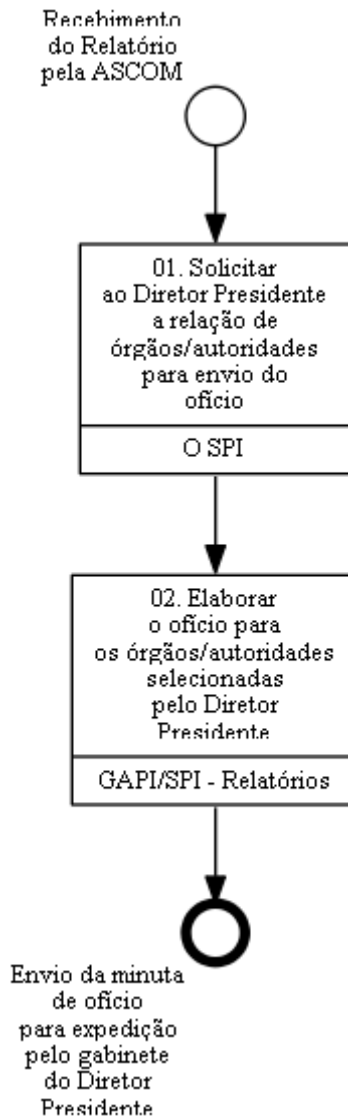 Recebimento
do Relatório
pela ASCOM
01. Solicitar
ao Diretor Presidente
a relação de
órgãos/autoridades
para envio do
ofício
O SPI
02. Elaborar
o ofício para
os órgãos/autoridades
selecionadas
pelo Diretor
Presidente
GAPI/SPI - Relatórios
Envio da minuta
de ofício
para expedição
pelo gabinete
do Diretor
Presidente